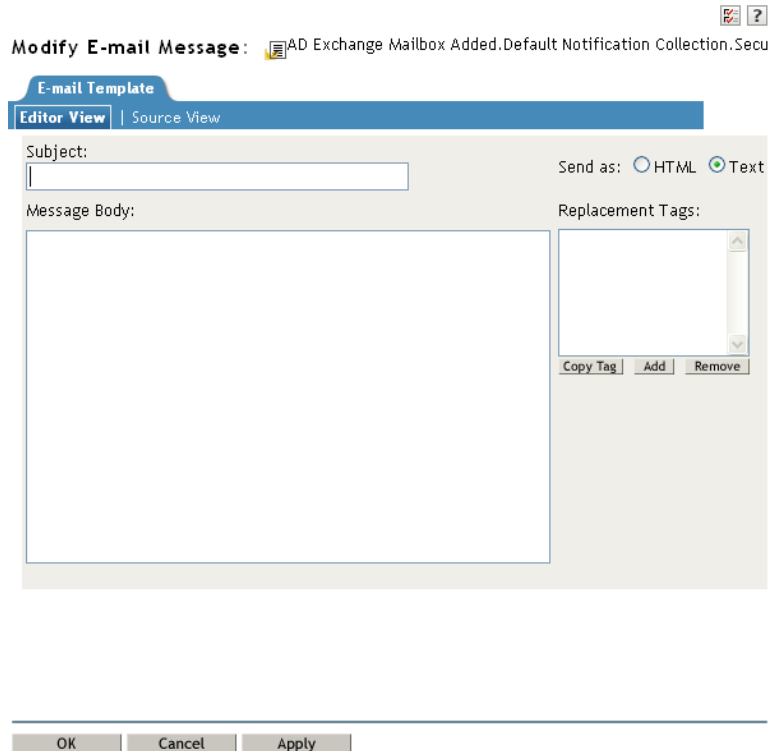 ?
Modify E-mail Message: AD Exchange Mailbox Added.Default Notification Collection.Secu
E-mail Template
Editor View | Source View
Subject:
Send as: HTML Text
Message Body:
Replacement Tags:
Copy Tag Add Remove
OK Cancel Apply